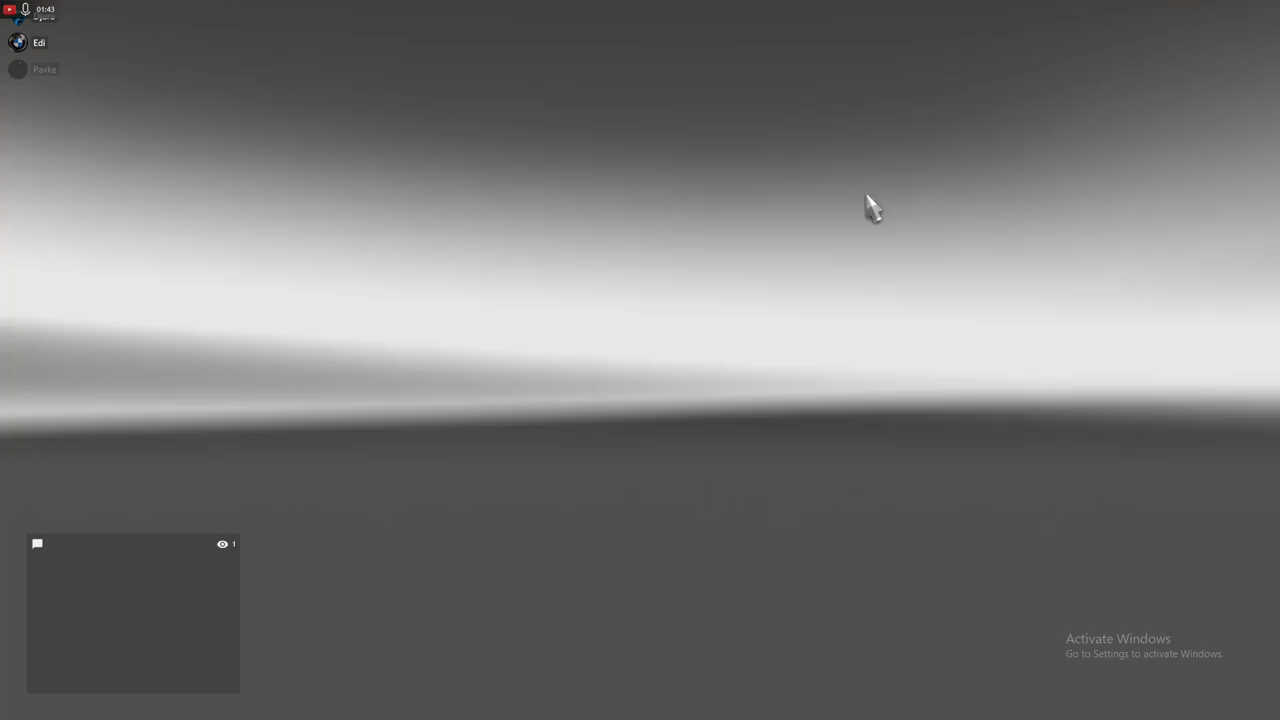 01:43
Edi
Pavke
1
Activate Windows
Go to Settings to activate Windows.